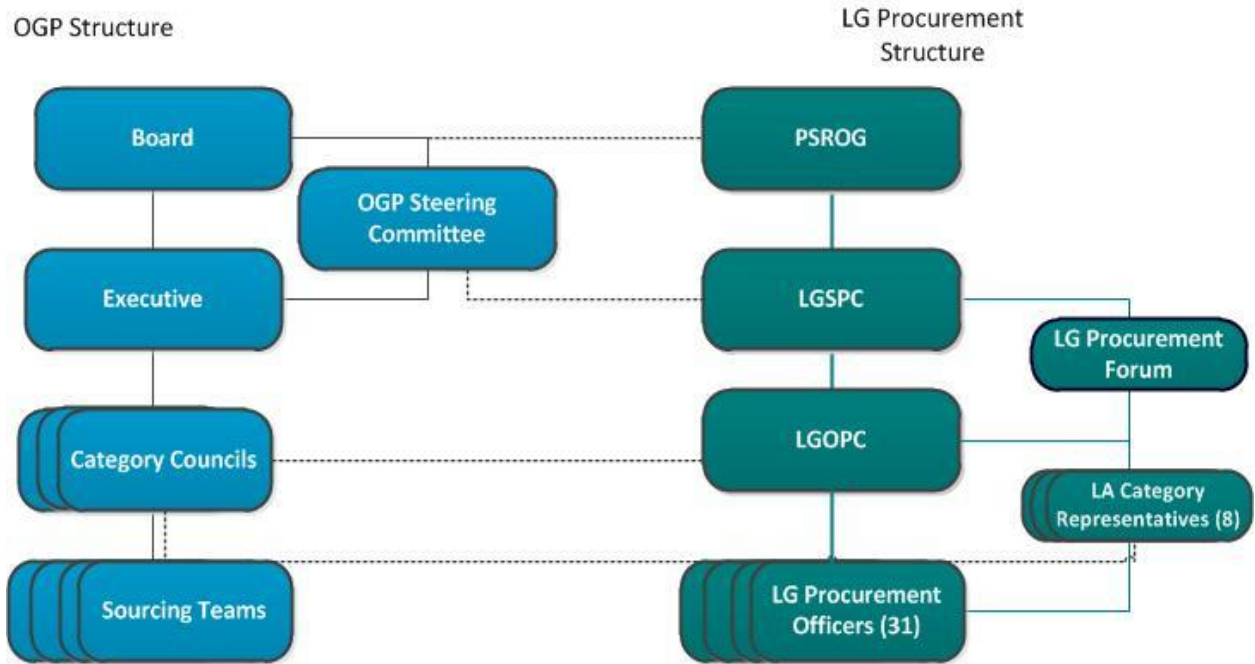 OGP Structure
LG Procurement
Structure
Board
PSROG
OGP Steering
Committee
Executive
LGSPC
LG Procurement
Forum
Category Councils
LGOPC
LA Category
Representatives (8)
Sourcing Teams
LG Procurement
Officers (31)